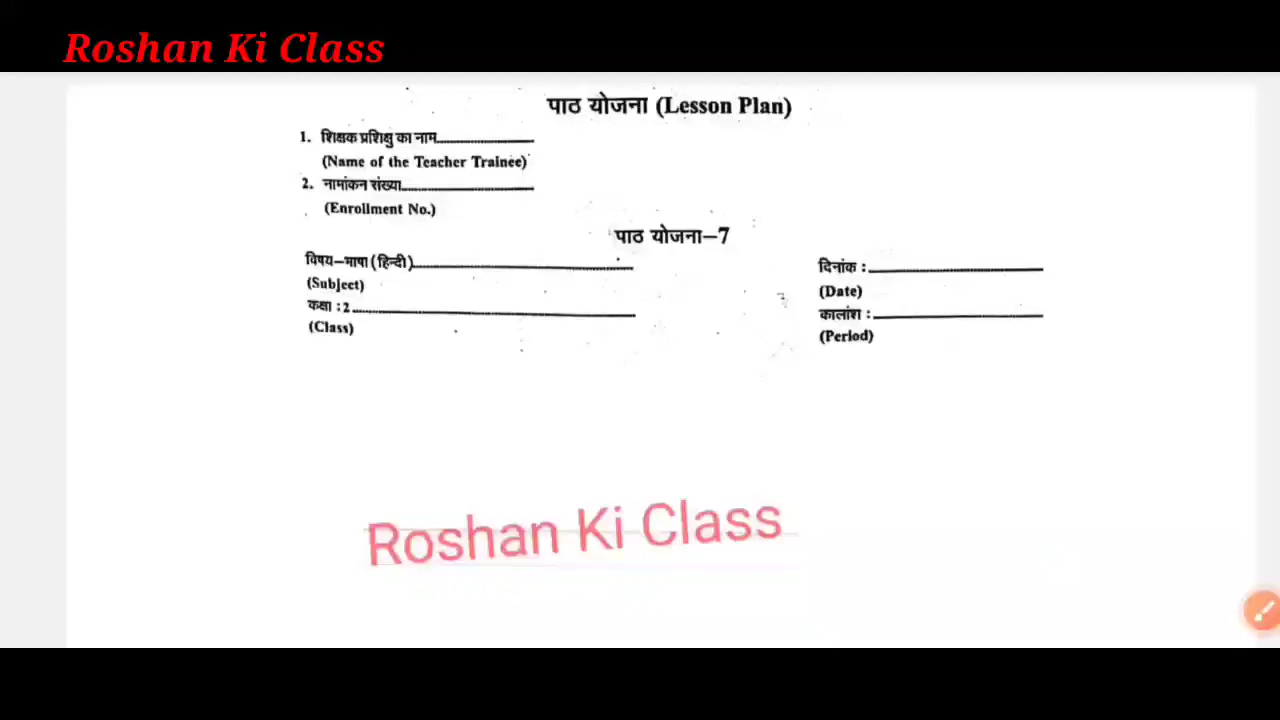 Roshan Ki Class
पाठ योजना (Lesson Plan)
1. शिक्षक प्रशिक्षु का नाम
(Name of the Teacher Trainee)
2. नामांकन संख्या
(Enrollment No.)
पाठ योजना–7
विषय–भाषा (हिन्दी)
दिनांक :
(Subject)
(Date)
कक्षा : 2
कालांश :
(Class)
(Period)
Roshan Ki Class